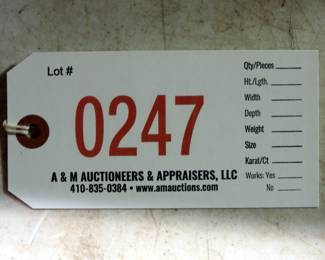 Lot #
0247
A & M AUCTIONEERS & APPRAISERS, LLC
410-835-0384 • www.amauctions.com
Qty/Pieces
Ht./Lgth.
Width
Depth
Weight
Size
Karat/Ct
Works: Yes
No